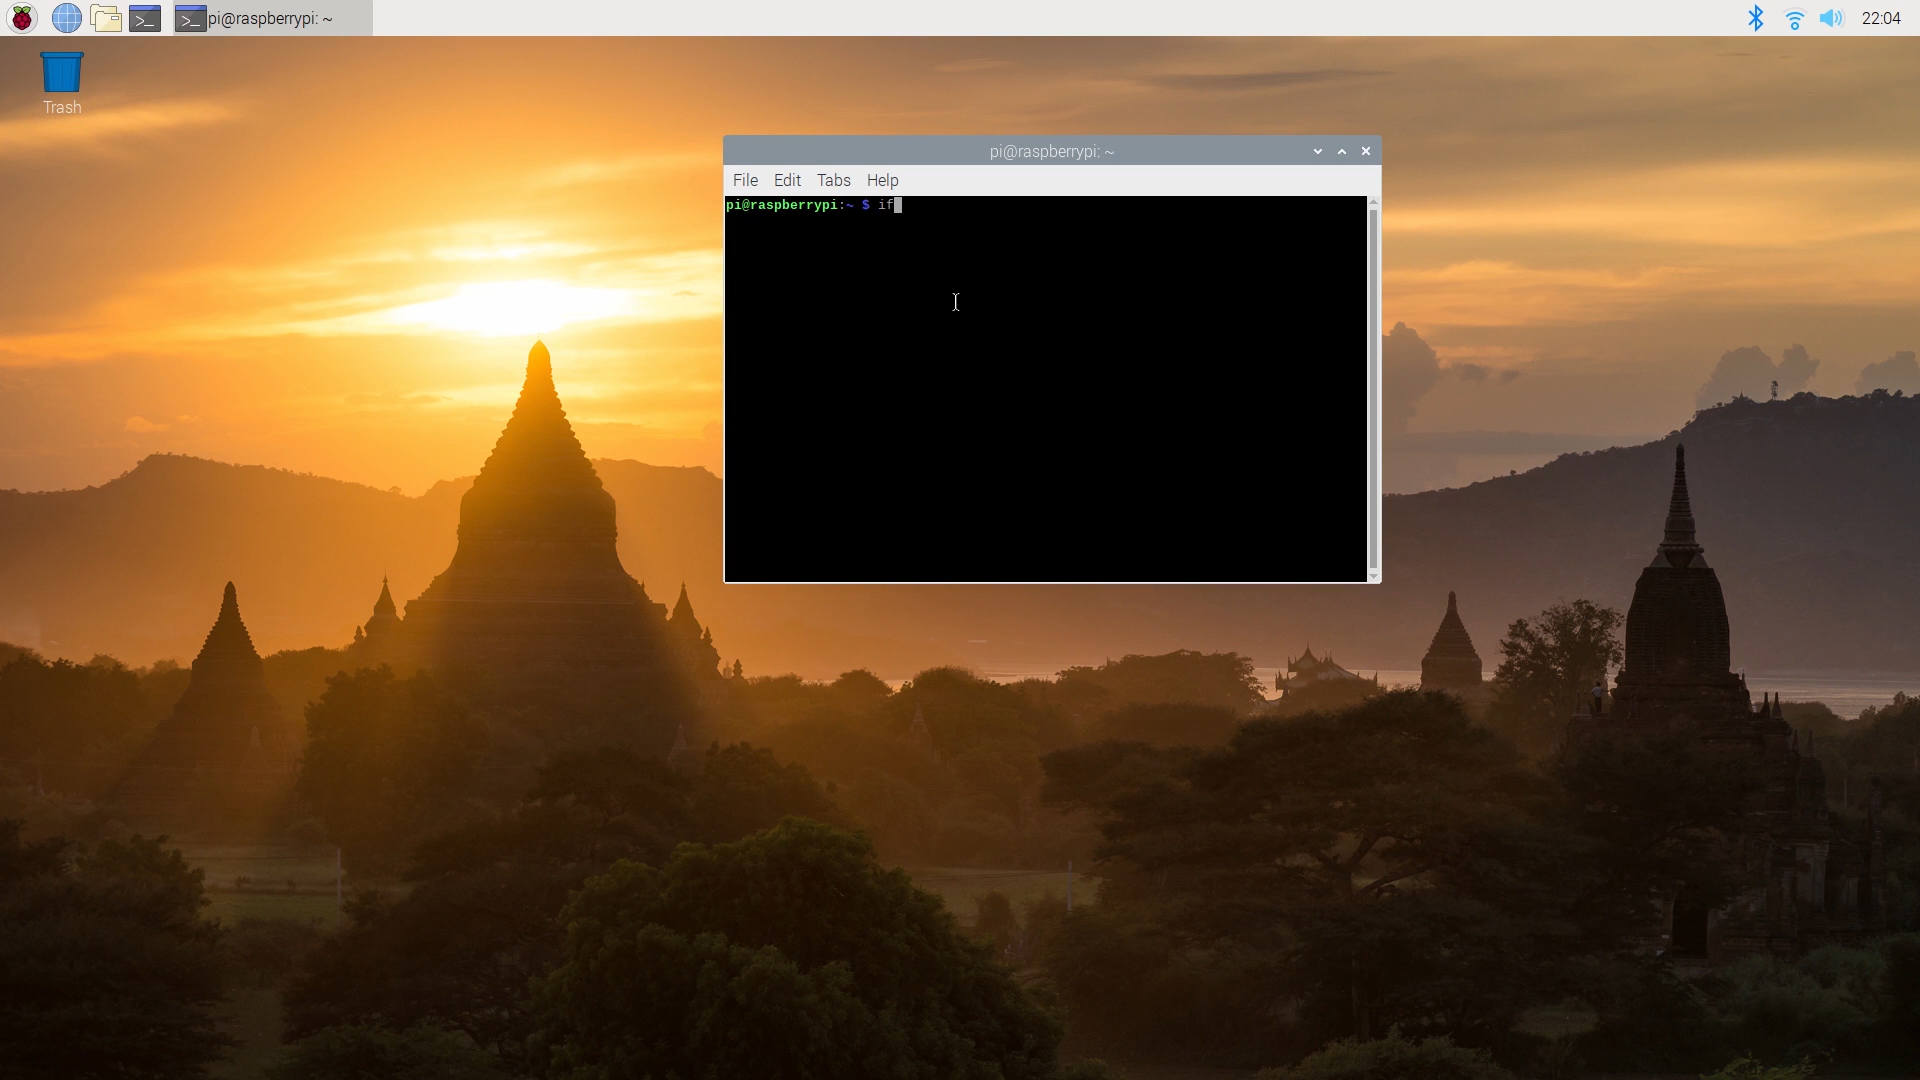 pi@raspberrypi: ~
22:04
Trash
pi@raspberrypi: ~
File Edit Tabs Help
pi@raspberrypi:~ $ if